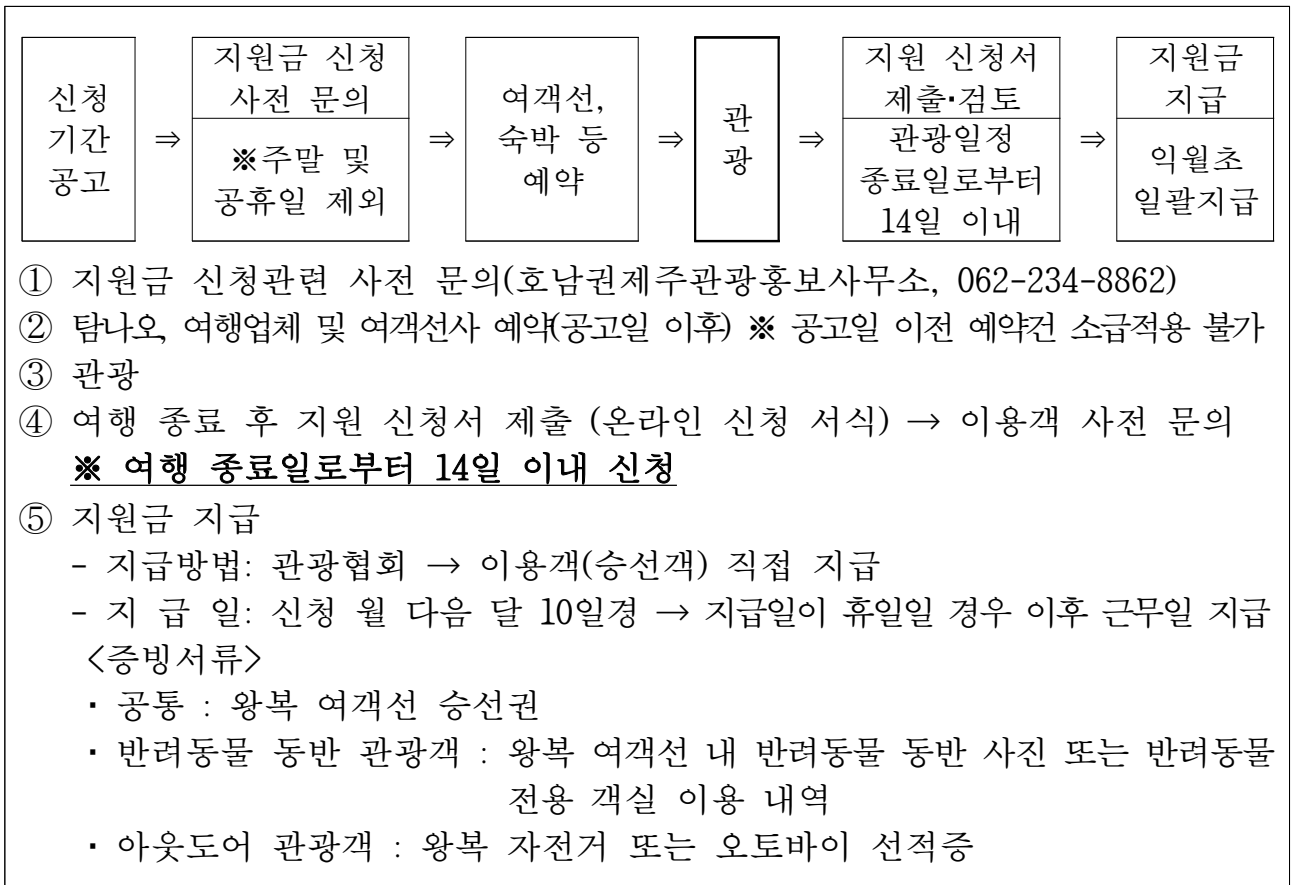 신청
기간
공고
⇒
지원금 신청
사전 문의
※주말 및
공휴일 제외
⇒
여객선,
숙박 등
예약
⇒
관
광
⇒
지원 신청서
제출·검토
관광일정
종료일로부터
14일 이내
⇒
지원금
지급
익월초
일괄지급
① 지원금 신청관련 사전 문의(호남권제주관광홍보사무소, 062-234-8862)
② 탐나오, 여행업체 및 여객선사 예약(공고일 이후) ※ 공고일 이전 예약건 소급적용 불가
③ 관광
④ 여행 종료 후 지원 신청서 제출 (온라인 신청 서식) → 이용객 사전 문의
※ 여행 종료일로부터 14일 이내 신청
⑤ 지원금 지급
- 지급방법: 관광협회 → 이용객(승선객) 직접 지급
- 지 급 일: 신청 월 다음 달 10일경 → 지급일이 휴일일 경우 이후 근무일 지급
<증빙서류>
· 공통 : 왕복 여객선 승선권
· 반려동물 동반 관광객 : 왕복 여객선 내 반려동물 동반 사진 또는 반려동물
전용 객실 이용 내역
· 아웃도어 관광객 : 왕복 자전거 또는 오토바이 선적증